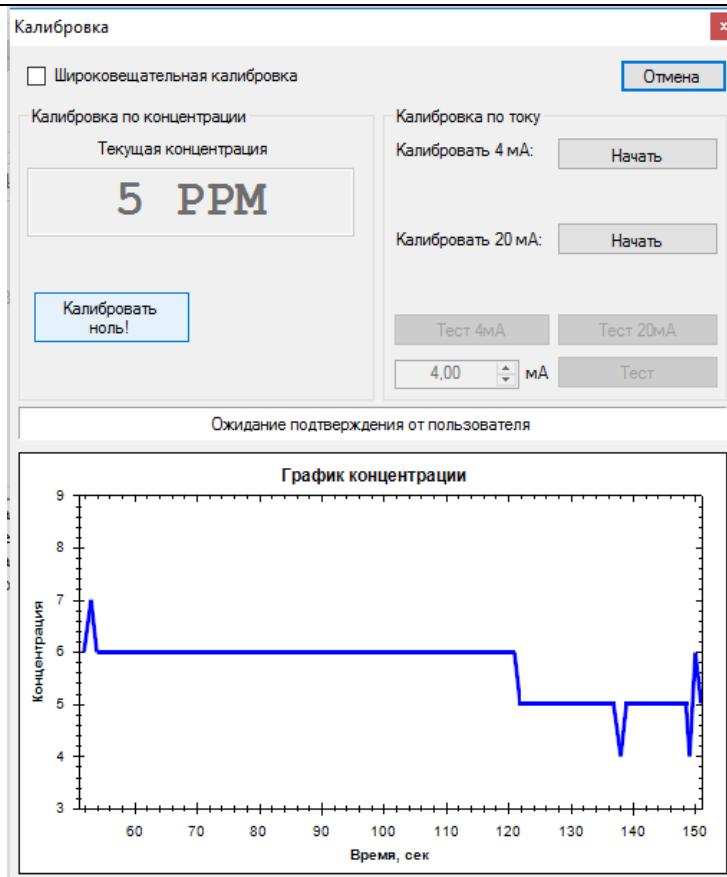 Калибровка
x
Широковещательная калибровка
Отмена
Калибровка по концентрации
Текущая концентрация
5 PPM
Калибровать
ноль!
Калибровка по току
Калибровать 4 мА:
Начать
Калибровать 20 мА:
Начать
Тест 4мА
Тест 20мА
4,00
мА
Тест
Ожидание подтверждения от пользователя
График концентрации
Концентрация
9
8
7
6
5
4
3
60 70 80 90 100 110 120 130 140 150
Время, сек